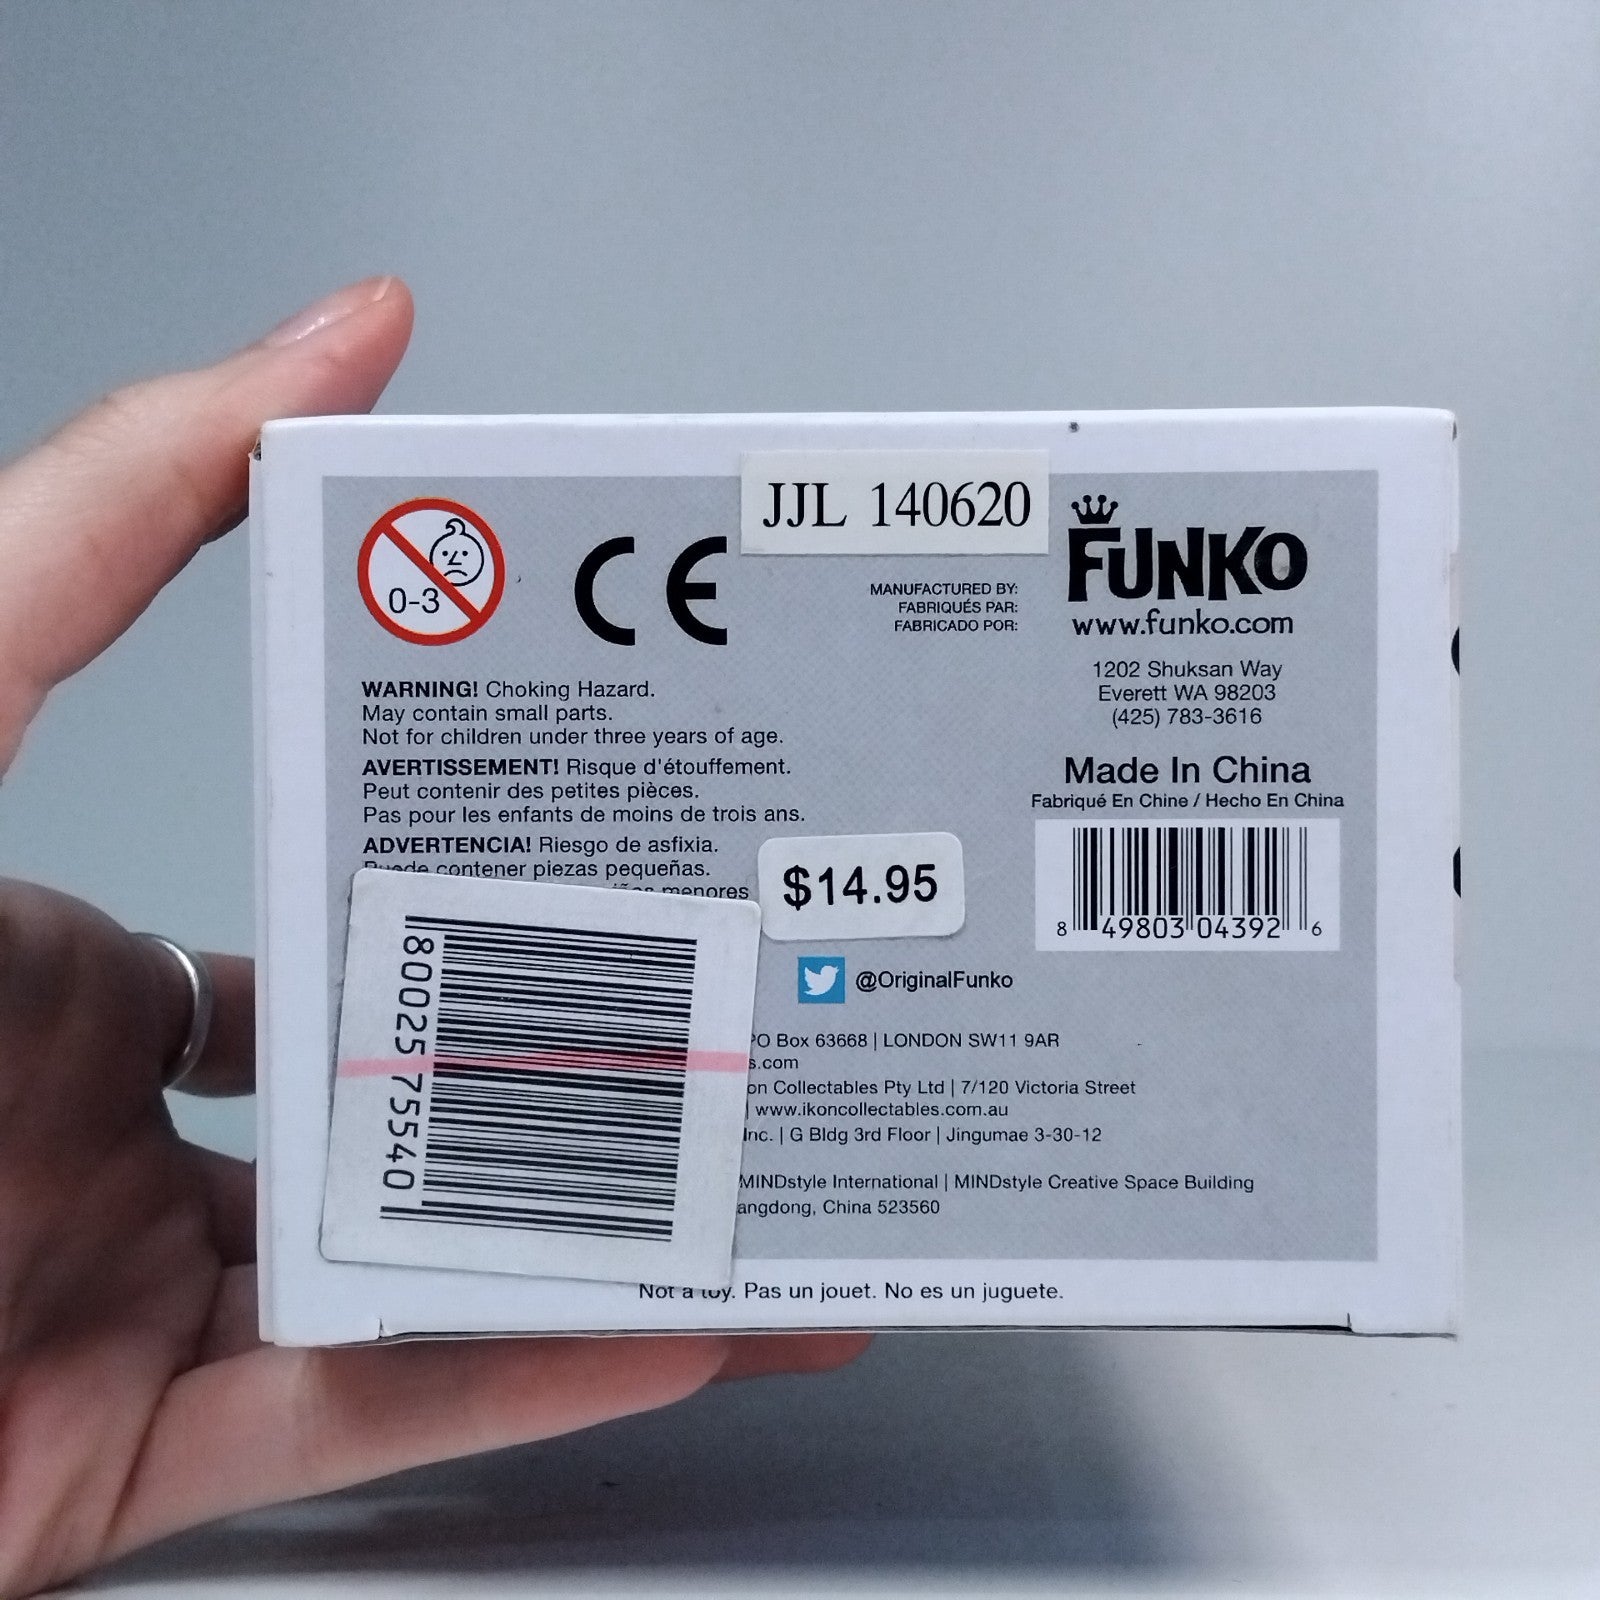 JJL 140620
0-3
CE
MANUFACTURED BY:
FABRIQUÉS PAR:
FABRICADO POR:
FUNKO
www.funko.com
1202 Shuksan Way
Everett WA 98203
(425) 783-3616
WARNING! Choking Hazard.
May contain small parts.
Not for children under three years of age.
AVERTISSEMENT! Risque d'étouffement.
Peut contenir des petites pièces.
Pas pour les enfants de moins de trois ans.
ADVERTENCIA! Riesgo de asfixia.
Puede contener piezas pequeñas.
menores
Made In China
Fabriqué En Chine / Hecho En China
8 49803 04392 6
$14.95
80025 75540
@OriginalFunko
PO Box 63668 | LONDON SW11 9AR
s.com
on Collectables Pty Ltd | 7/120 Victoria Street
| www.ikoncollectables.com.au
Inc. | G Bldg 3rd Floor | Jingumae 3-30-12
MINDstyle International | MINDstyle Creative Space Building
angdong, China 523560
Not a toy. Pas un jouet. No es un juguete.